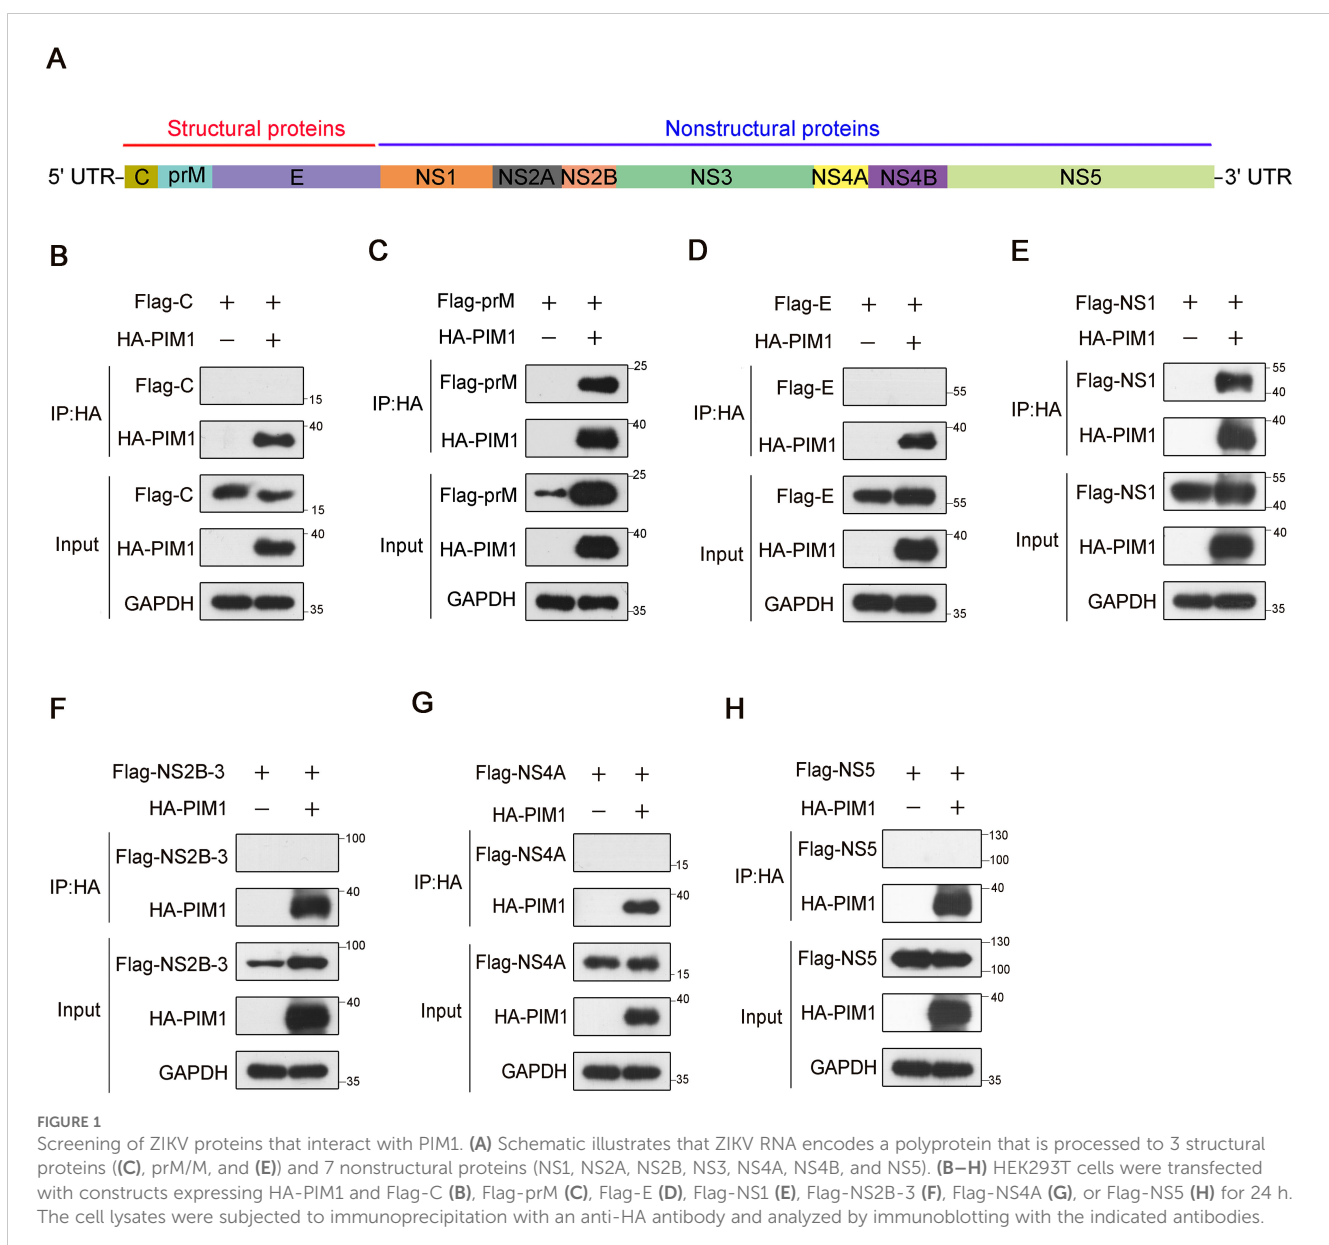 A
Structural proteins
Nonstructural proteins
5' UTR
C
prM
E
NS1
NS2A
NS2B
NS3
NS4A
NS4B
NS5
3' UTR
B
Flag-C + +
HA-PIM1 − +
IP:HA
Flag-C
15
HA-PIM1
40
Input
Flag-C
15
HA-PIM1
40
GAPDH
35
C
Flag-prM + +
HA-PIM1 − +
IP:HA
Flag-prM
25
HA-PIM1
40
Input
Flag-prM
25
HA-PIM1
40
GAPDH
35
D
Flag-E + +
HA-PIM1 − +
IP:HA
Flag-E
55
HA-PIM1
40
Input
Flag-E
55
HA-PIM1
40
GAPDH
35
E
Flag-NS1 + +
HA-PIM1 − +
IP:HA
Flag-NS1
55
40
HA-PIM1
40
Input
Flag-NS1
55
40
HA-PIM1
40
GAPDH
35
F
Flag-NS2B-3 + +
HA-PIM1 − +
IP:HA
Flag-NS2B-3
100
HA-PIM1
40
Input
Flag-NS2B-3
100
HA-PIM1
40
GAPDH
35
G
Flag-NS4A + +
HA-PIM1 − +
IP:HA
Flag-NS4A
15
HA-PIM1
40
Input
Flag-NS4A
15
HA-PIM1
40
GAPDH
35
H
Flag-NS5 + +
HA-PIM1 − +
IP:HA
Flag-NS5
130
100
HA-PIM1
40
Input
Flag-NS5
130
100
HA-PIM1
40
GAPDH
35
FIGURE 1
Screening of ZIKV proteins that interact with PIM1. (A) Schematic illustrates that ZIKV RNA encodes a polyprotein that is processed to 3 structural
proteins ((C), prM/M, and (E)) and 7 nonstructural proteins (NS1, NS2A, NS2B, NS3, NS4A, NS4B, and NS5). (B–H) HEK293T cells were transfected
with constructs expressing HA-PIM1 and Flag-C (B), Flag-prM (C), Flag-E (D), Flag-NS1 (E), Flag-NS2B-3 (F), Flag-NS4A (G), or Flag-NS5 (H) for 24 h.
The cell lysates were subjected to immunoprecipitation with an anti-HA antibody and analyzed by immunoblotting with the indicated antibodies.